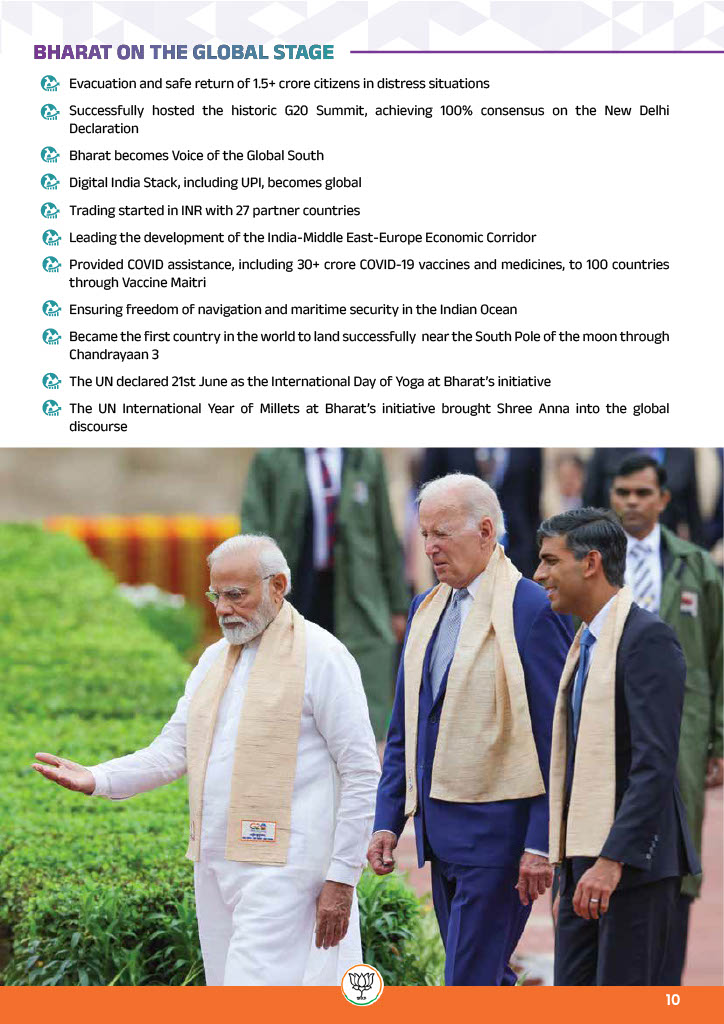 BHARAT ON THE GLOBAL STAGE
Evacuation and safe return of 1.5+ crore citizens in distress situations
Successfully hosted the historic G20 Summit, achieving 100% consensus on the New Delhi
Declaration
Bharat becomes Voice of the Global South
Digital India Stack, including UPI, becomes global
Trading started in INR with 27 partner countries
Leading the development of the India-Middle East-Europe Economic Corridor
Provided COVID assistance, including 30+ crore COVID-19 vaccines and medicines, to 100 countries
through Vaccine Maitri
Ensuring freedom of navigation and maritime security in the Indian Ocean
Became the first country in the world to land successfully near the South Pole of the moon through
Chandrayaan 3
The UN declared 21st June as the International Day of Yoga at Bharat's initiative
The UN International Year of Millets at Bharat's initiative brought Shree Anna into the global
discourse
10